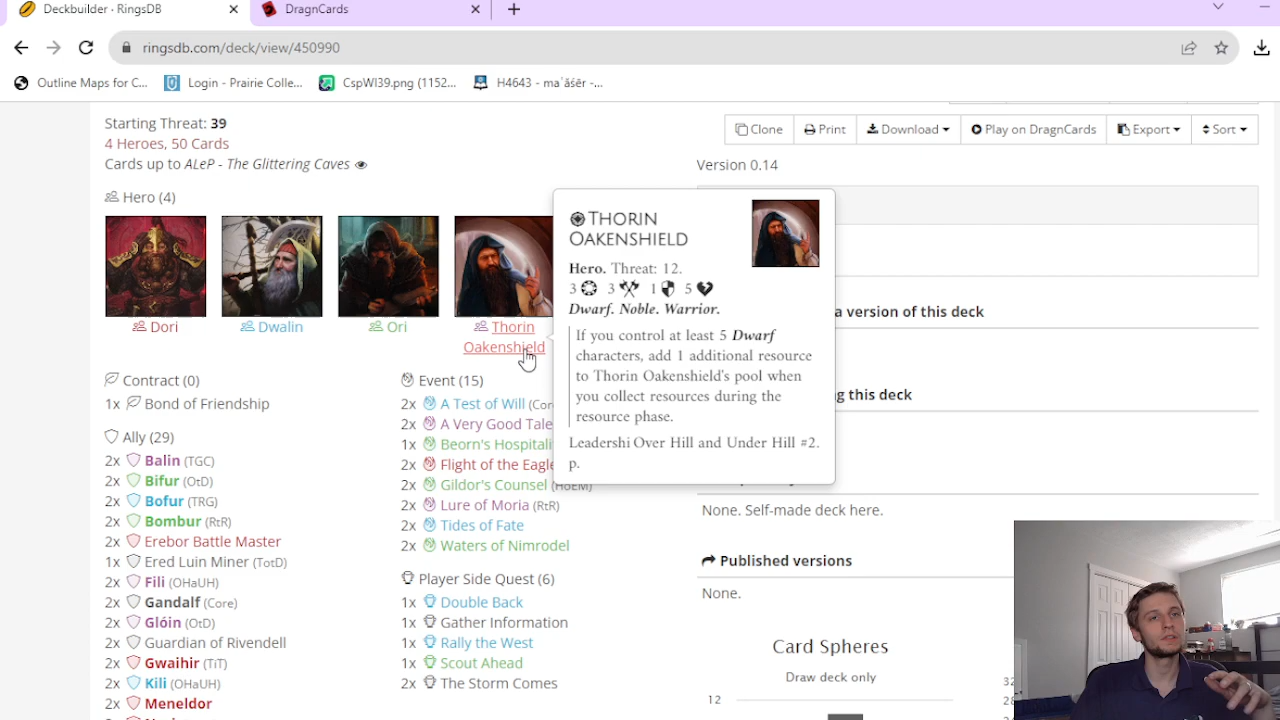 Deckbuilder · RingsDB
DragnCards
ringsdb.com/deck/view/450990
Outline Maps for C...
Login - Prairie Colle...
CspWI39.png (1152...
H4643 - maʾăśēr -...
Starting Threat: 39
4 Heroes, 50 Cards
Cards up to ALeP - The Glittering Caves
Clone
Print
Download
Play on DragnCards
Export
Sort
Version 0.14
Hero (4)
Dori
Dwalin
Ori
Thorin
Oakenshield
THORIN
OAKENSHIELD
Hero. Threat: 12.
3 3 1 5
Dwarf. Noble. Warrior.
If you control at least 5 Dwarf
characters, add 1 additional resource
to Thorin Oakenshield's pool when
you collect resources during the
resource phase.
Leadershi Over Hill and Under Hill #2.
p.
a version of this deck
g this deck
None. Self-made deck here.
Published versions
None.
Card Spheres
Draw deck only
12
Contract (0)
1x Bond of Friendship
Ally (29)
2x Balin (TGC)
2x Bifur (OtD)
2x Bofur (TRG)
2x Bombur (RtR)
2x Erebor Battle Master
1x Ered Luin Miner (TotD)
2x Fili (OHaUH)
2x Gandalf (Core)
2x Glóin (OtD)
2x Guardian of Rivendell
2x Gwaihir (TiT)
2x Kili (OHaUH)
2x Meneldor
Event (15)
2x A Test of Will (Cor
2x A Very Good Tale
1x Beorn's Hospitali
2x Flight of the Eagle
2x Gildor's Counsel (HoEM)
2x Lure of Moria (RtR)
2x Tides of Fate
2x Waters of Nimrodel
Player Side Quest (6)
1x Double Back
1x Gather Information
1x Rally the West
1x Scout Ahead
2x The Storm Comes